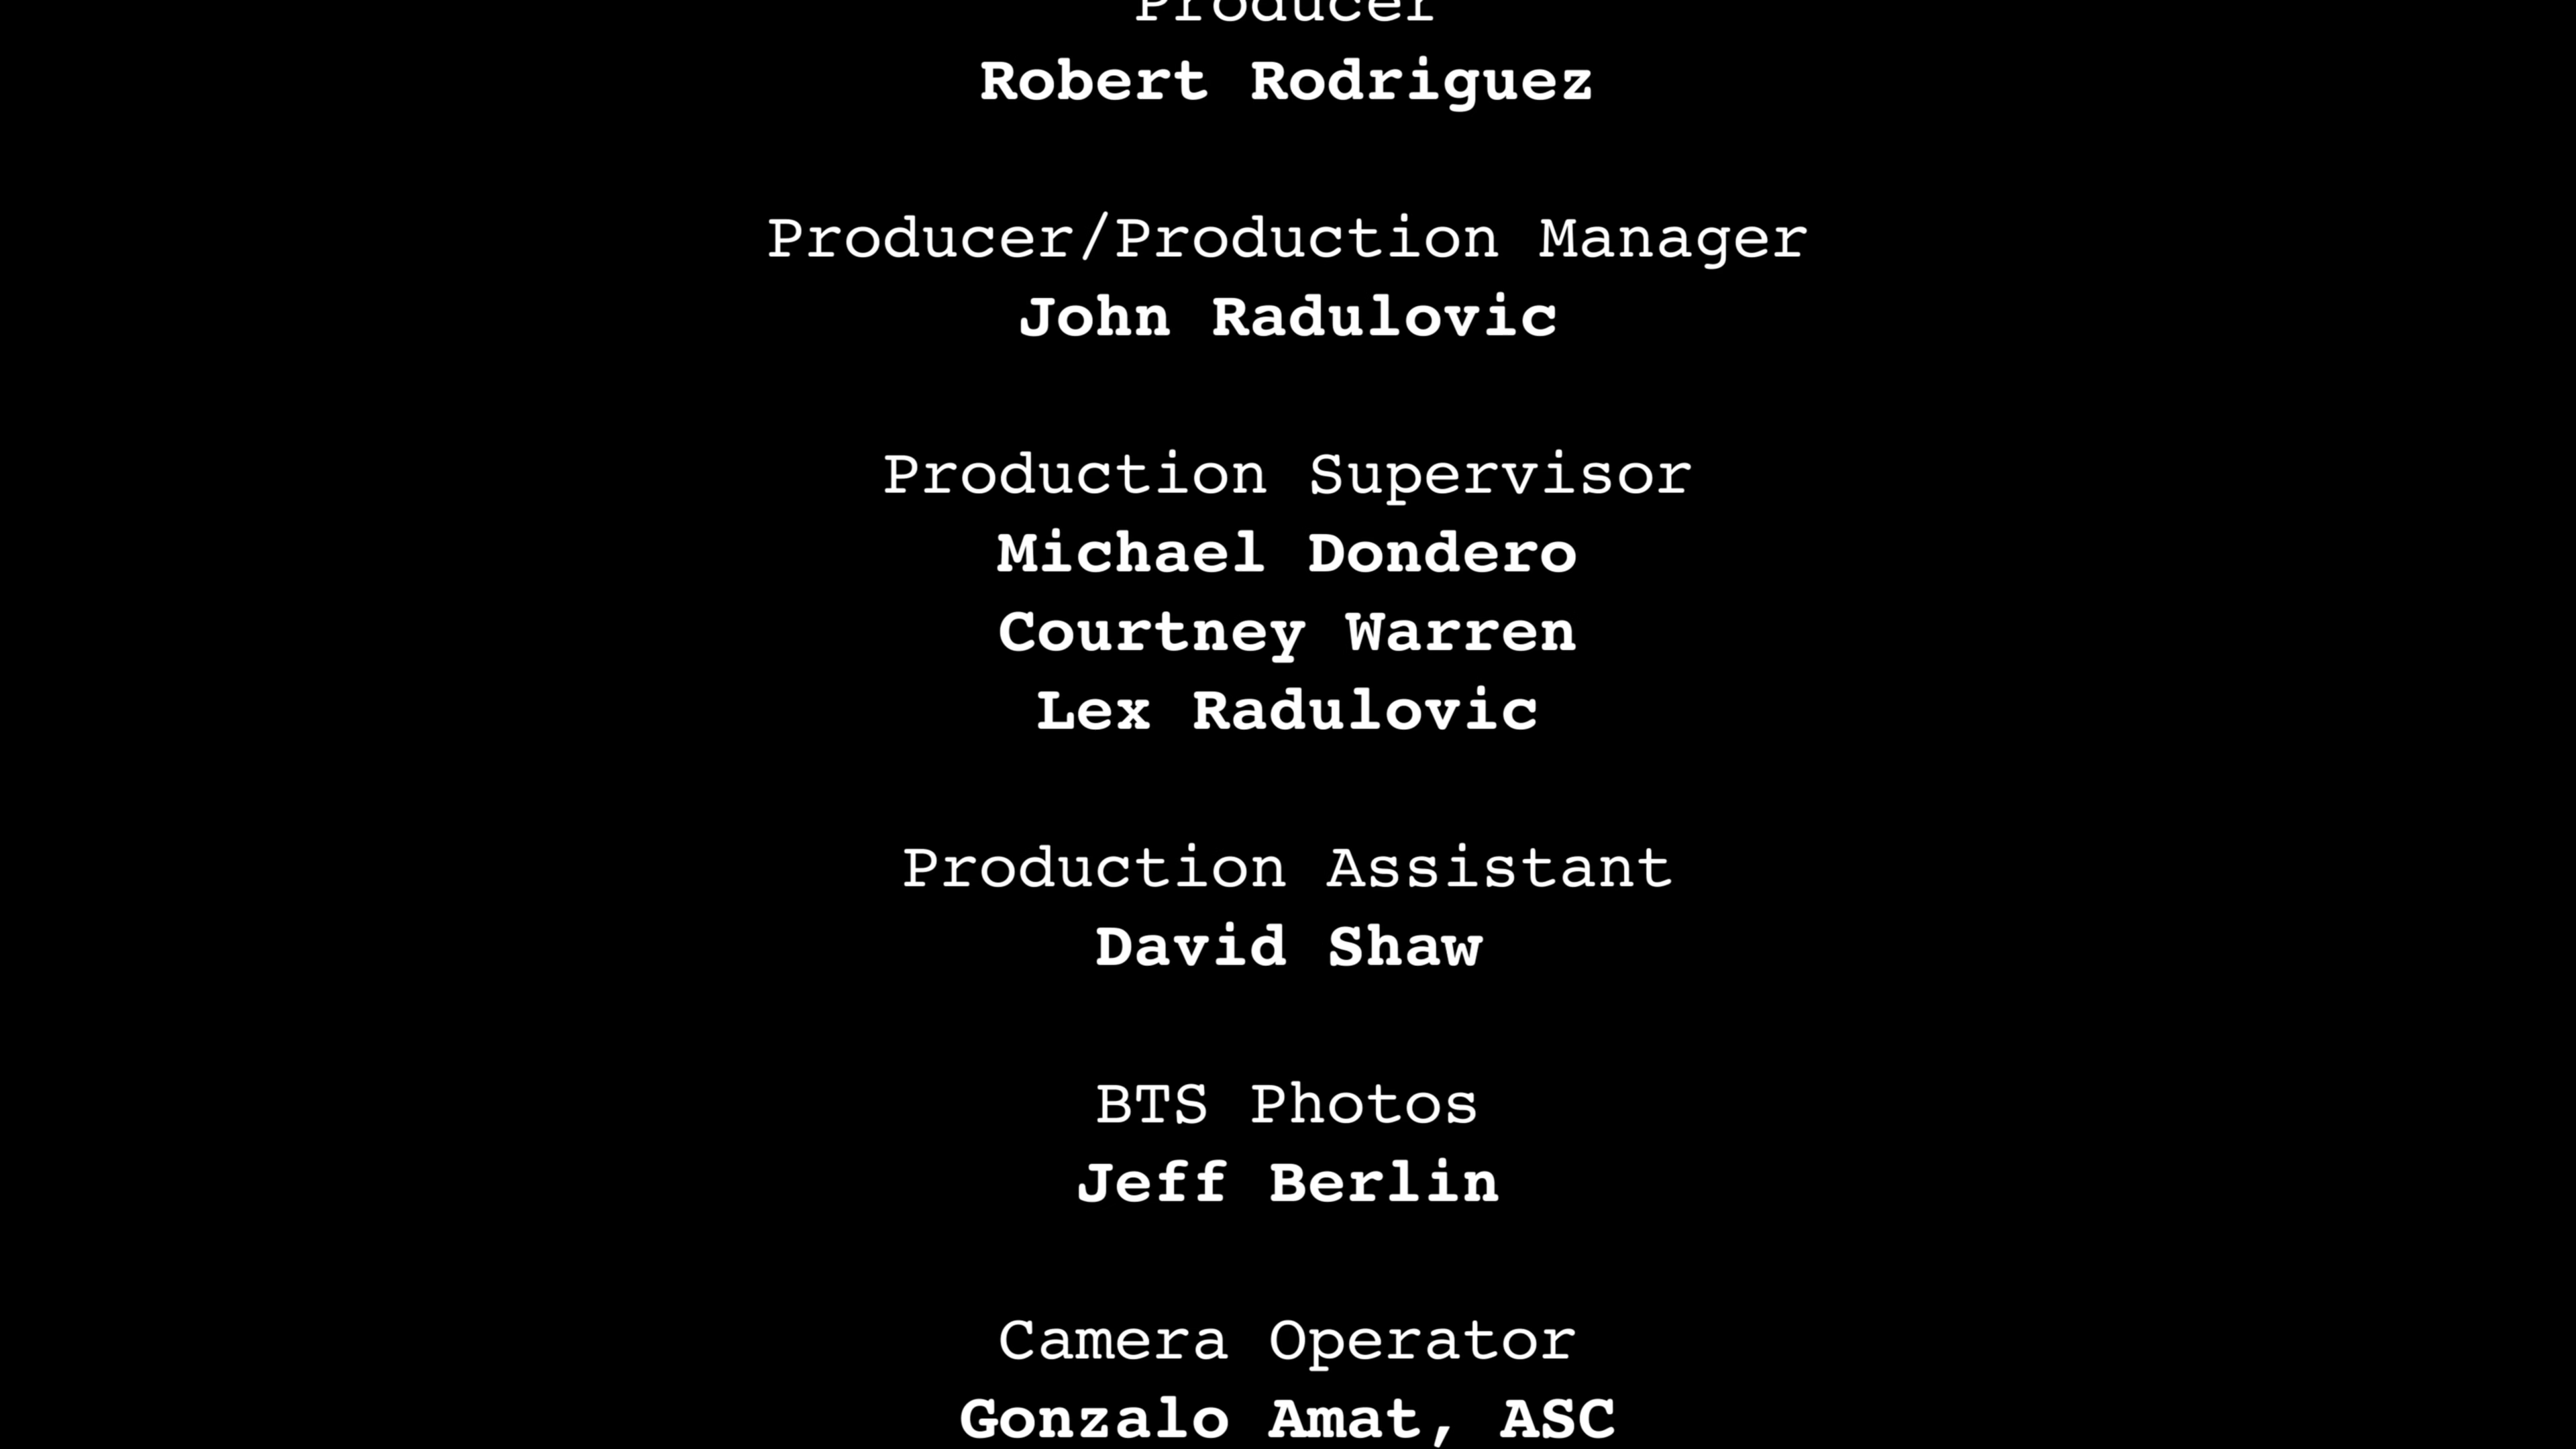 Producer
Robert Rodriguez
Producer/Production Manager
John Radulovic
Production Supervisor
Michael Dondero
Courtney Warren
Lex Radulovic
Production Assistant
David Shaw
BTS Photos
Jeff Berlin
Camera Operator
Gonzalo Amat, ASC